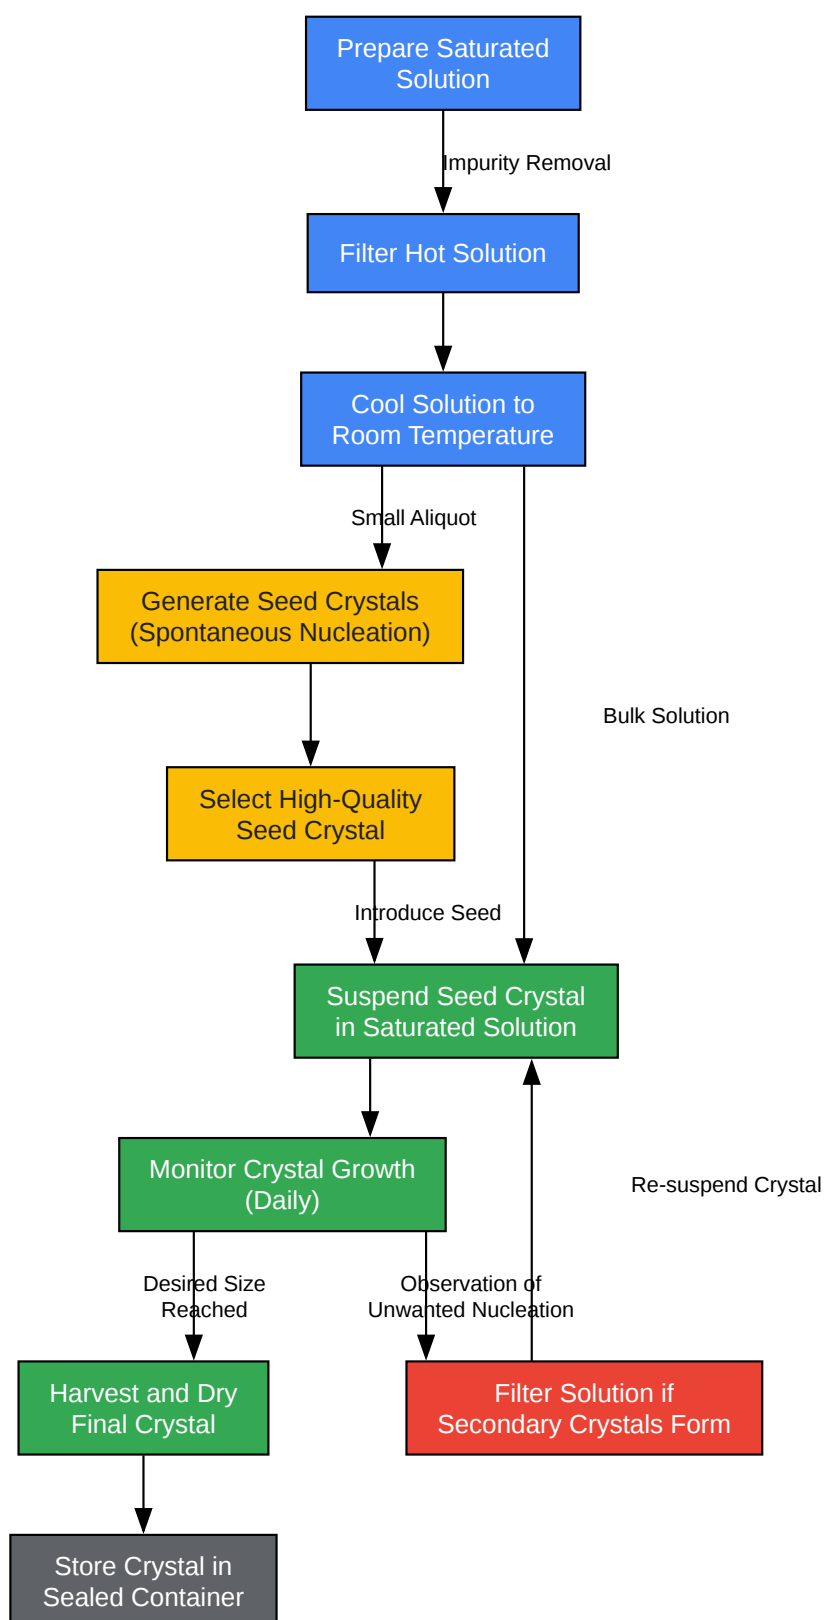 Prepare Saturated
Solution
Impurity Removal
Filter Hot Solution
Cool Solution to
Room Temperature
Small Aliquot
Generate Seed Crystals
(Spontaneous Nucleation)
Bulk Solution
Select High-Quality
Seed Crystal
Introduce Seed
Suspend Seed Crystal
in Saturated Solution
Monitor Crystal Growth
(Daily)
Re-suspend Crystal
Desired Size
Reached
Observation of
Unwanted Nucleation
Harvest and Dry
Final Crystal
Filter Solution if
Secondary Crystals Form
Store Crystal in
Sealed Container